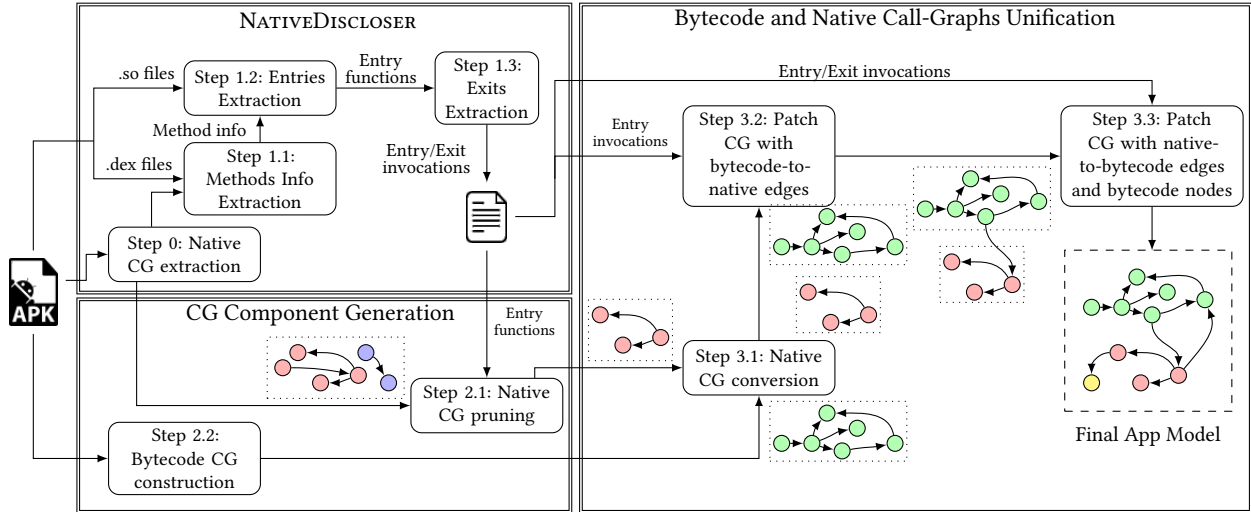 NATIVEDISCLOSER
Bytecode and Native Call-Graphs Unification
.so files
Step 1.2: Entries
Extraction
Entry
functions
Step 1.3:
Exits
Extraction
Entry/Exit invocations
Method info
.dex files
Step 1.1:
Methods Info
Extraction
Entry/Exit
invocations
Entry
invocations
Step 3.2: Patch
CG with
bytecode-to-
native edges
Step 3.3: Patch
CG with native-
to-bytecode edges
and bytecode nodes
Step 0: Native
CG extraction
APK
CG Component Generation
Entry
functions
Step 2.1: Native
CG pruning
Step 3.1: Native
CG conversion
Step 2.2:
Bytecode CG
construction
Final App Model